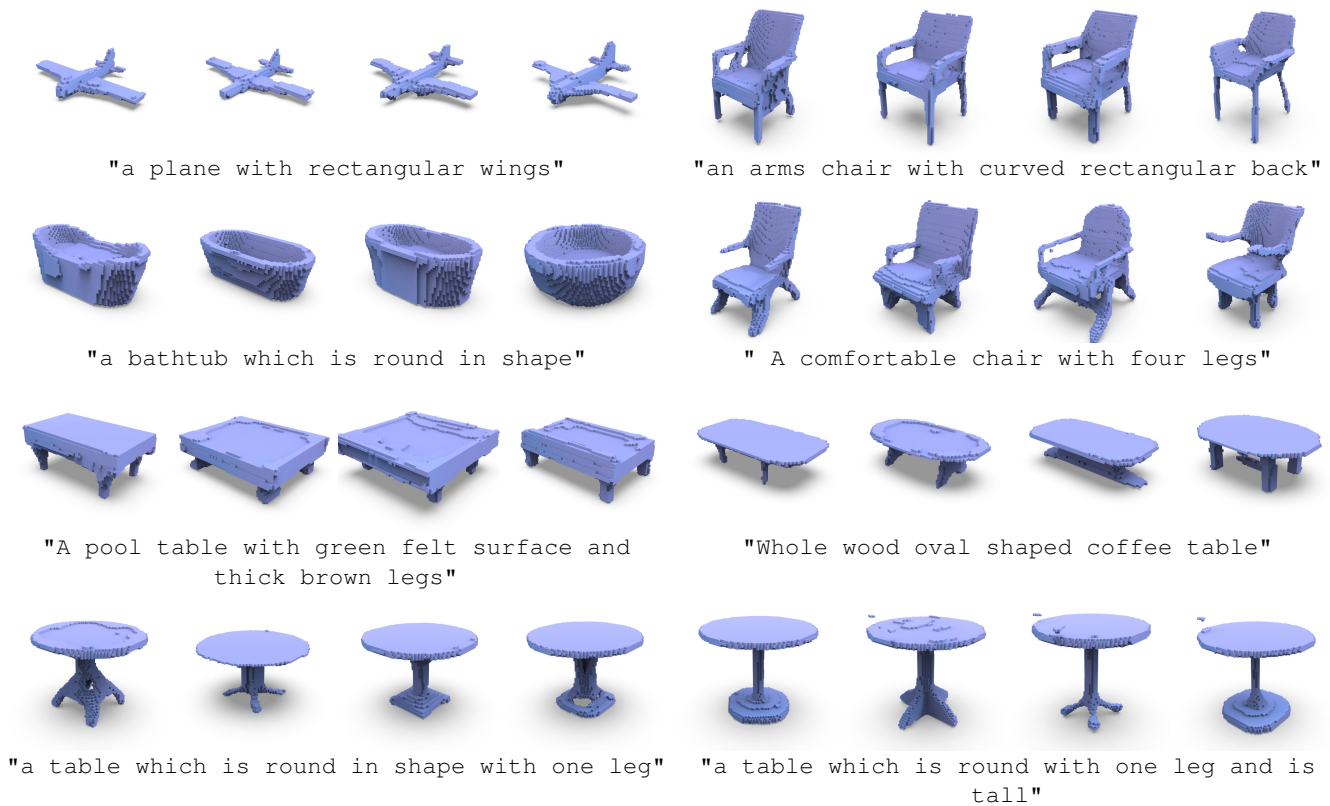 "a plane with rectangular wings"
"an arms chair with curved rectangular back"
"a bathtub which is round in shape"
" A comfortable chair with four legs"
"A pool table with green felt surface and
thick brown legs"
"Whole wood oval shaped coffee table"
"a table which is round in shape with one leg"
"a table which is round with one leg and is
tall"